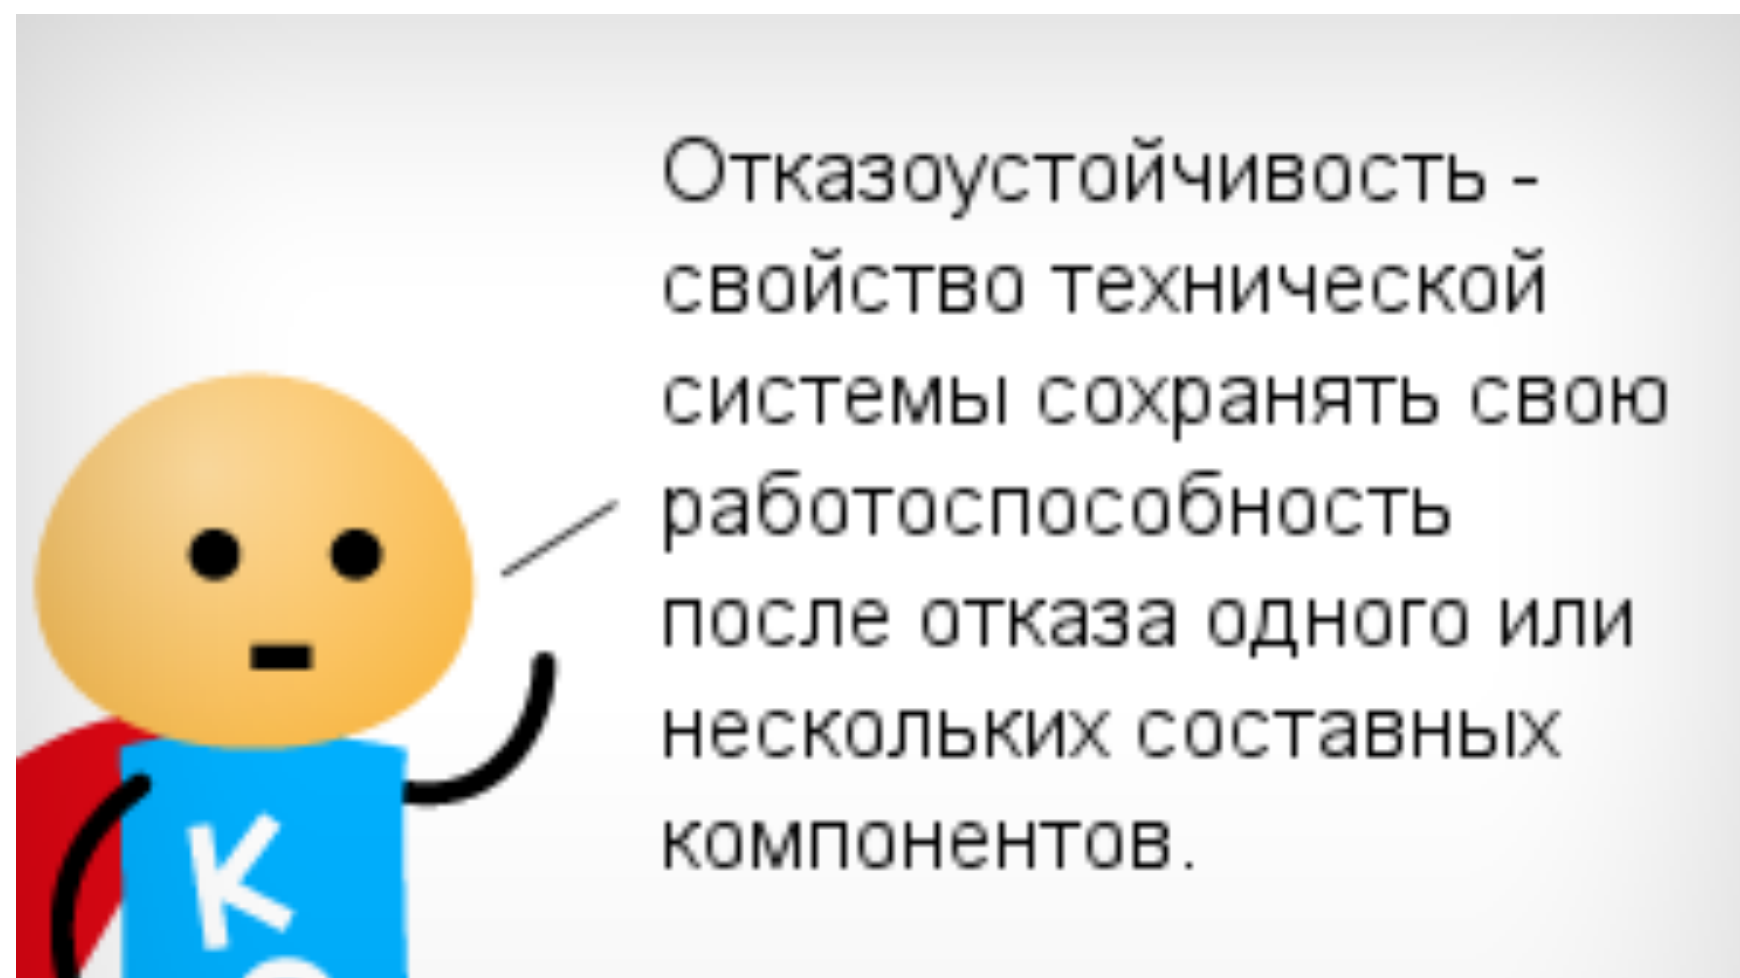 Отказоустойчивость -
свойство технической
системы сохранять свою
работоспособность
после отказа одного или
нескольких составных
компонентов.
К